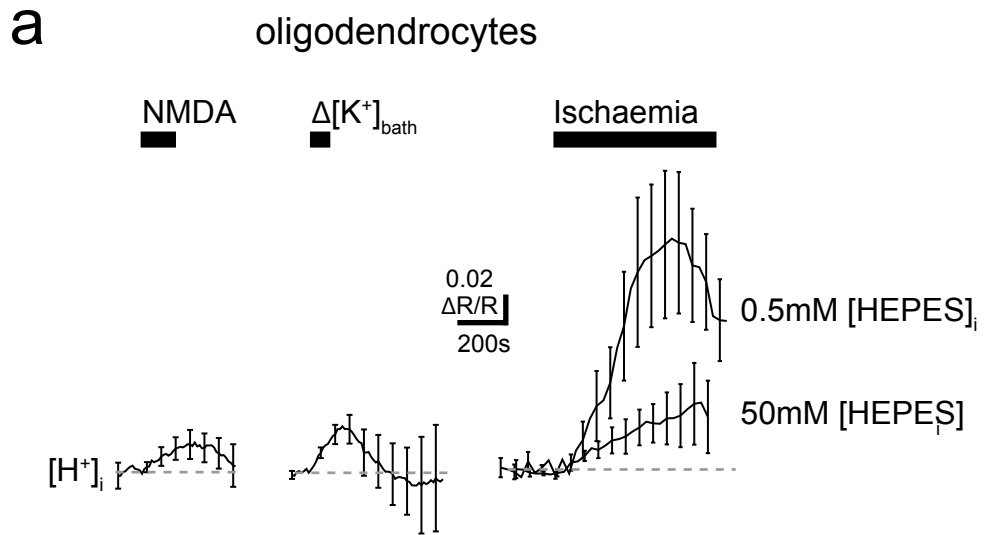 a
oligodendrocytes
NMDA
Δ[K⁺]bath
Ischaemia
0.02
ΔR/R
200s
0.5mM [HEPES]i
50mM [HEPES]i
[H⁺]i